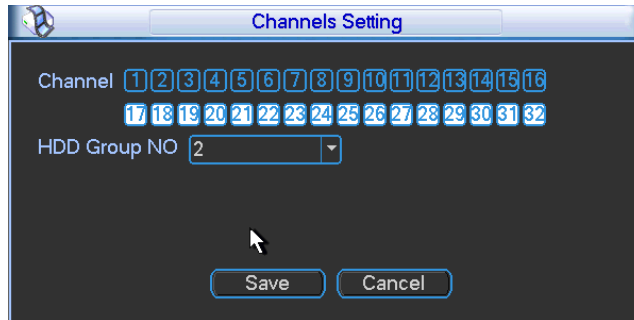 Channels Setting
Channel 1 2 3 4 5 6 7 8 9 10 11 12 13 14 15 16
17 18 19 20 21 22 23 24 25 26 27 28 29 30 31 32
HDD Group NO 2
Save Cancel